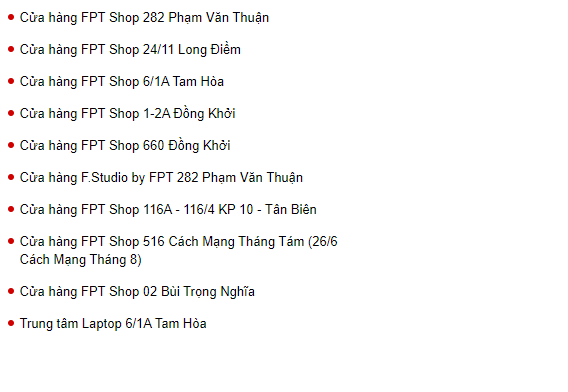 Cửa hàng FPT Shop 282 Phạm Văn Thuận
Cửa hàng FPT Shop 24/11 Long Điềm
Cửa hàng FPT Shop 6/1A Tam Hòa
Cửa hàng FPT Shop 1-2A Đồng Khởi
Cửa hàng FPT Shop 660 Đồng Khởi
Cửa hàng F.Studio by FPT 282 Phạm Văn Thuận
Cửa hàng FPT Shop 116A - 116/4 KP 10 - Tân Biên
Cửa hàng FPT Shop 516 Cách Mạng Tháng Tám (26/6
Cách Mạng Tháng 8)
Cửa hàng FPT Shop 02 Bùi Trọng Nghĩa
Trung tâm Laptop 6/1A Tam Hòa